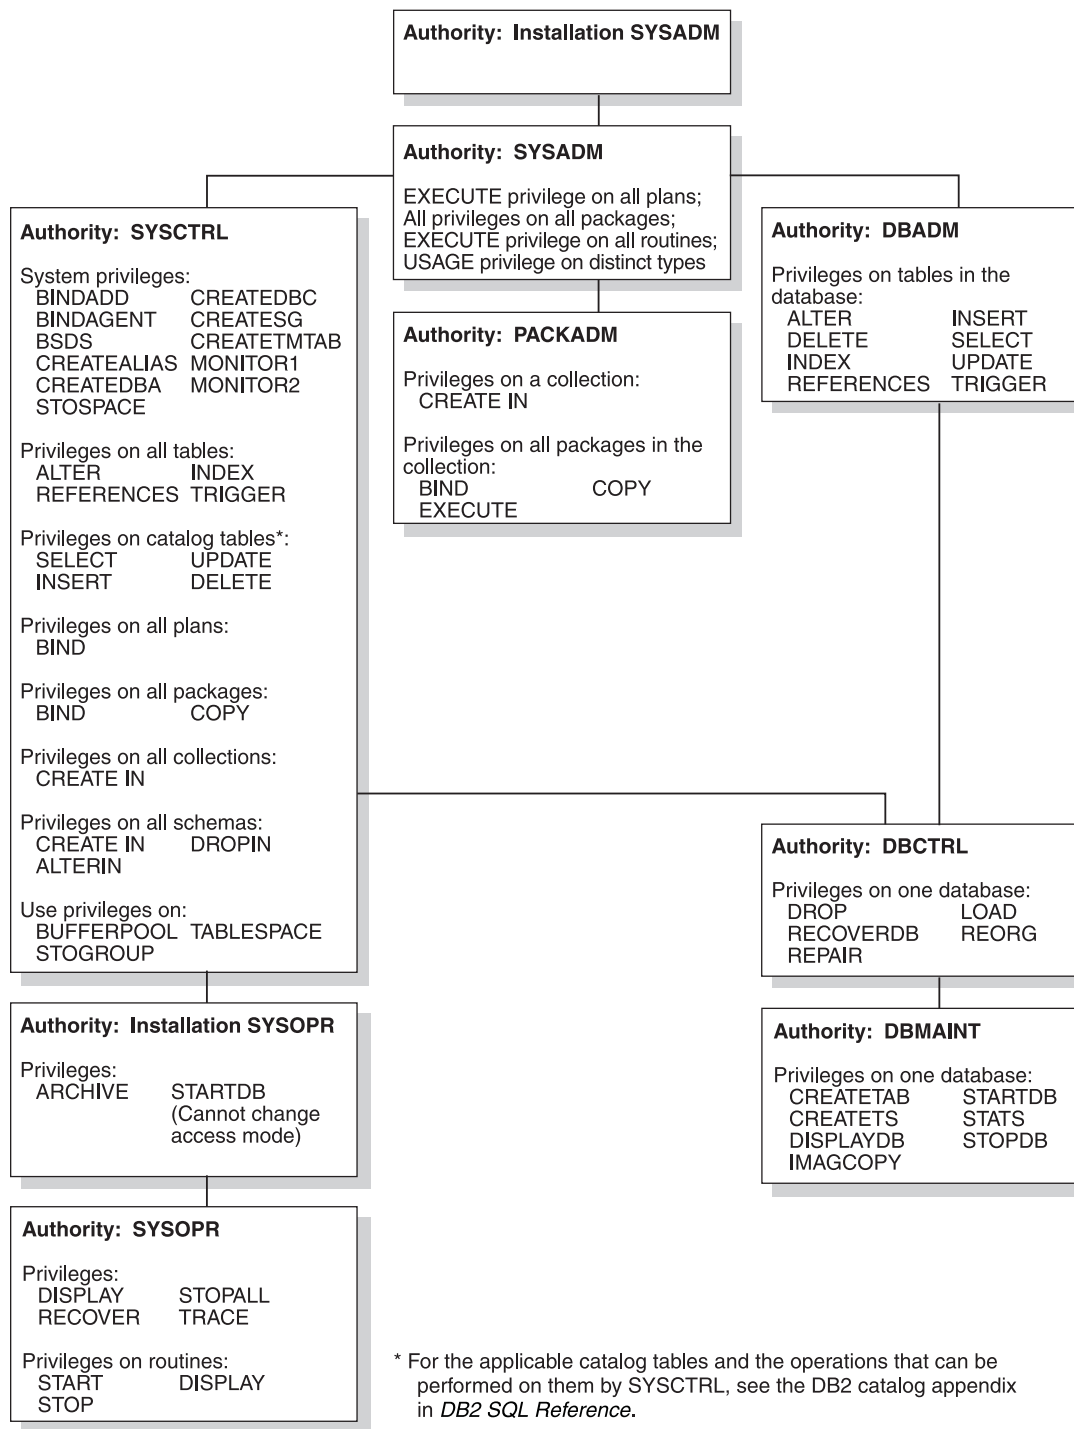 Authority: Installation SYSADM
Authority: SYSADM
EXECUTE privilege on all plans;
All privileges on all packages;
EXECUTE privilege on all routines;
USAGE privilege on distinct types
Authority: SYSCTRL
System privileges:
BINDADD CREATEDBC
BINDAGENT CREATESG
BSDS CREATETMTAB
CREATEALIAS MONITOR1
CREATEDBA MONITOR2
STOSPACE
Privileges on all tables:
ALTER INDEX
REFERENCES TRIGGER
Privileges on catalog tables*:
SELECT UPDATE
INSERT DELETE
Privileges on all plans:
BIND
Privileges on all packages:
BIND COPY
Privileges on all collections:
CREATE IN
Privileges on all schemas:
CREATE IN DROPIN
ALTERIN
Use privileges on:
BUFFERPOOL TABLESPACE
STOGROUP
Authority: PACKADM
Privileges on a collection:
CREATE IN
Privileges on all packages in the
collection:
BIND COPY
EXECUTE
Authority: DBADM
Privileges on tables in the
database:
ALTER INSERT
DELETE SELECT
INDEX UPDATE
REFERENCES TRIGGER
Authority: DBCTRL
Privileges on one database:
DROP LOAD
RECOVERDB REORG
REPAIR
Authority: Installation SYSOPR
Privileges:
ARCHIVE STARTDB
(Cannot change
access mode)
Authority: DBMAINT
Privileges on one database:
CREATETAB STARTDB
CREATETS STATS
DISPLAYDB STOPDB
IMAGCOPY
Authority: SYSOPR
Privileges:
DISPLAY STOPALL
RECOVER TRACE
Privileges on routines:
START DISPLAY
STOP
* For the applicable catalog tables and the operations that can be
performed on them by SYSCTRL, see the DB2 catalog appendix
in DB2 SQL Reference.